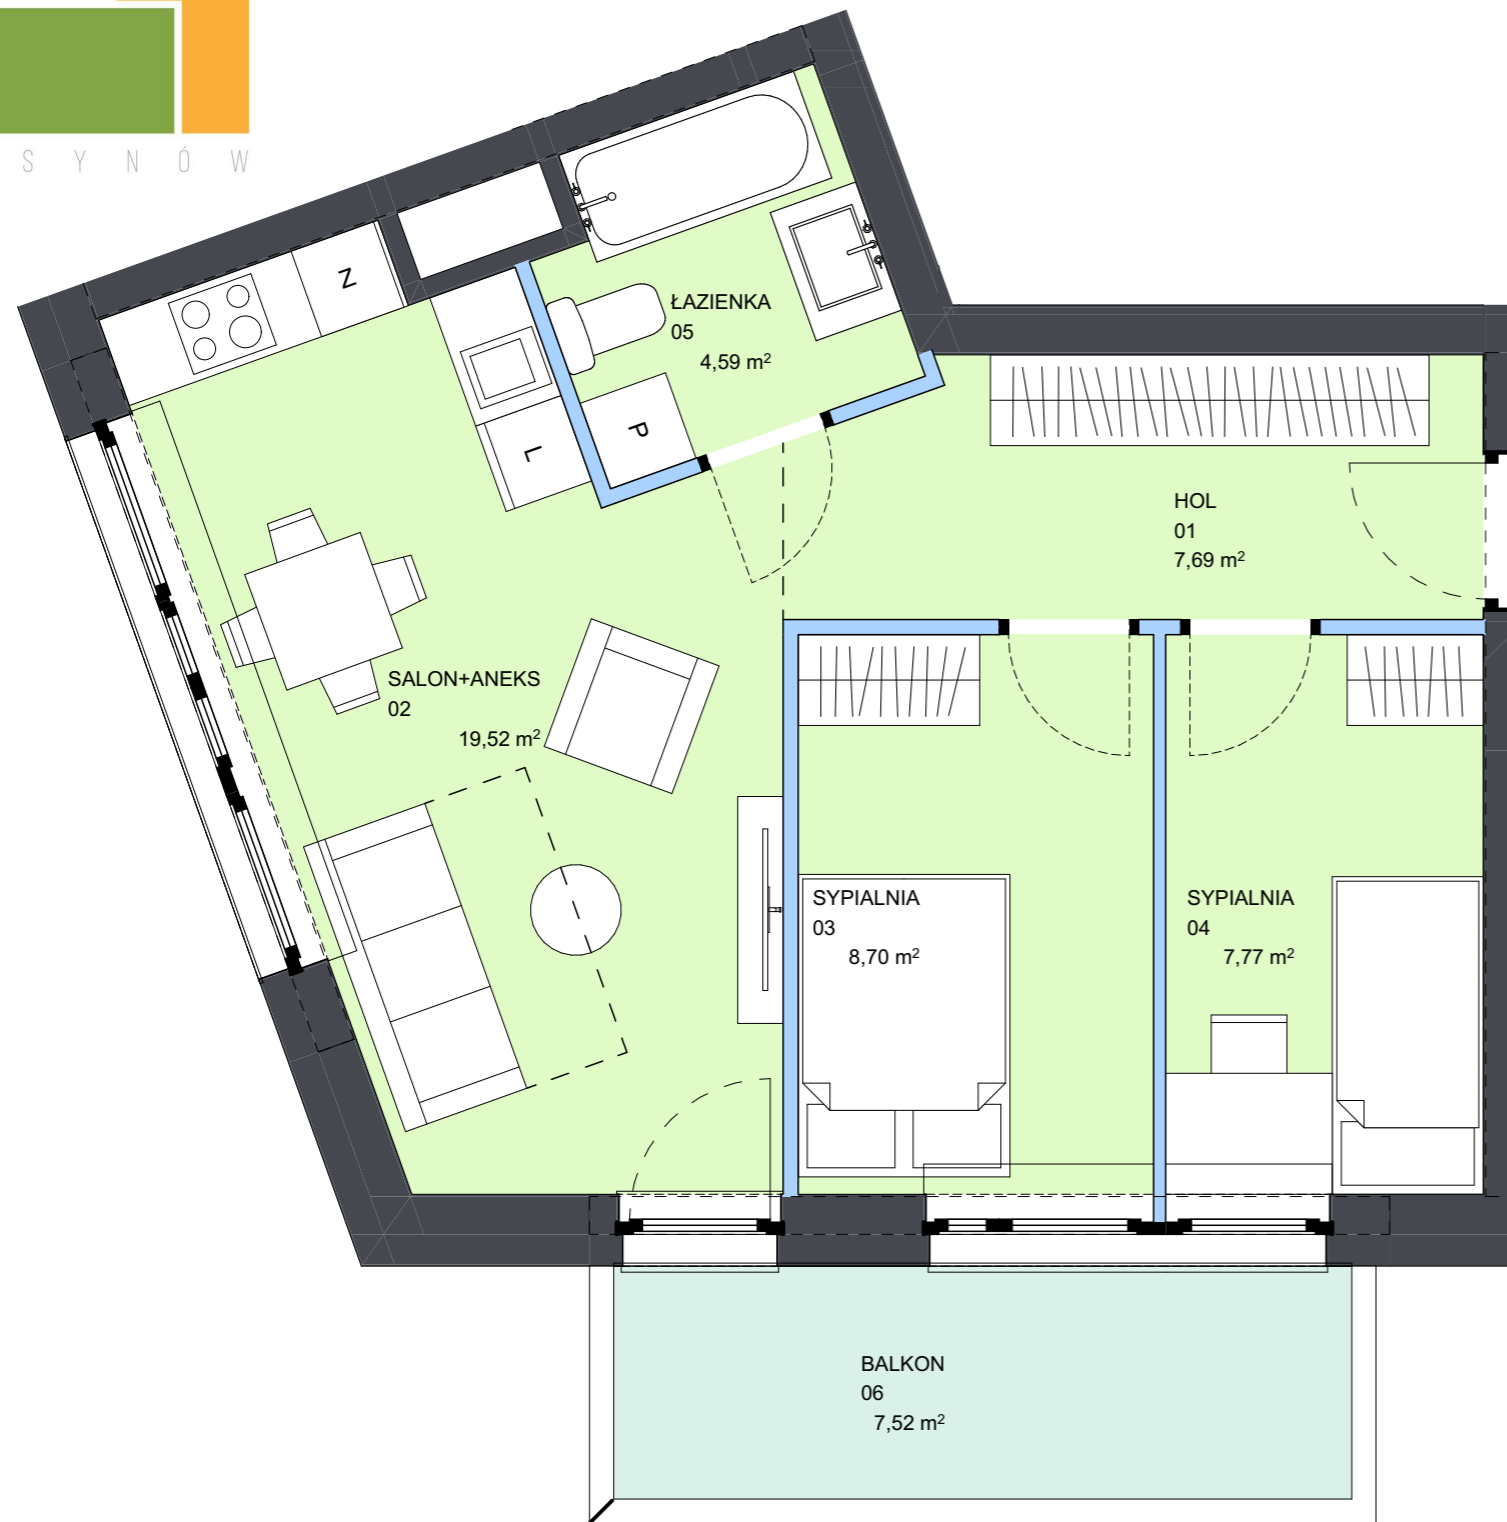 SYNÓW
Z
ŁAZIENKA
05
4,59 m²
P
L
HOL
01
7,69 m²
SALON+ANEKS
02
19,52 m²
SYPIALNIA
03
8,70 m²
SYPIALNIA
04
7,77 m²
BALKON
06
7,52 m²